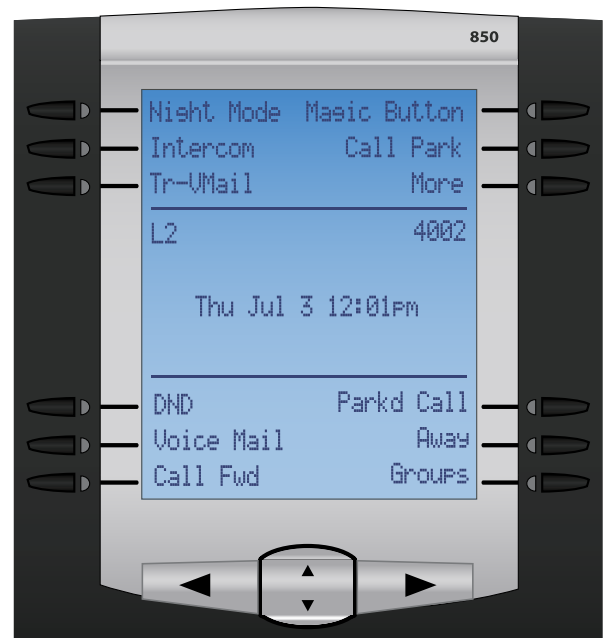 850
Night Mode Magic Button
Intercom Call Park
Tr-VMail More
L2 4002
Thu Jul 3 12:01pm
DND Parkd Call
Voice Mail Away
Call Fwd Groups